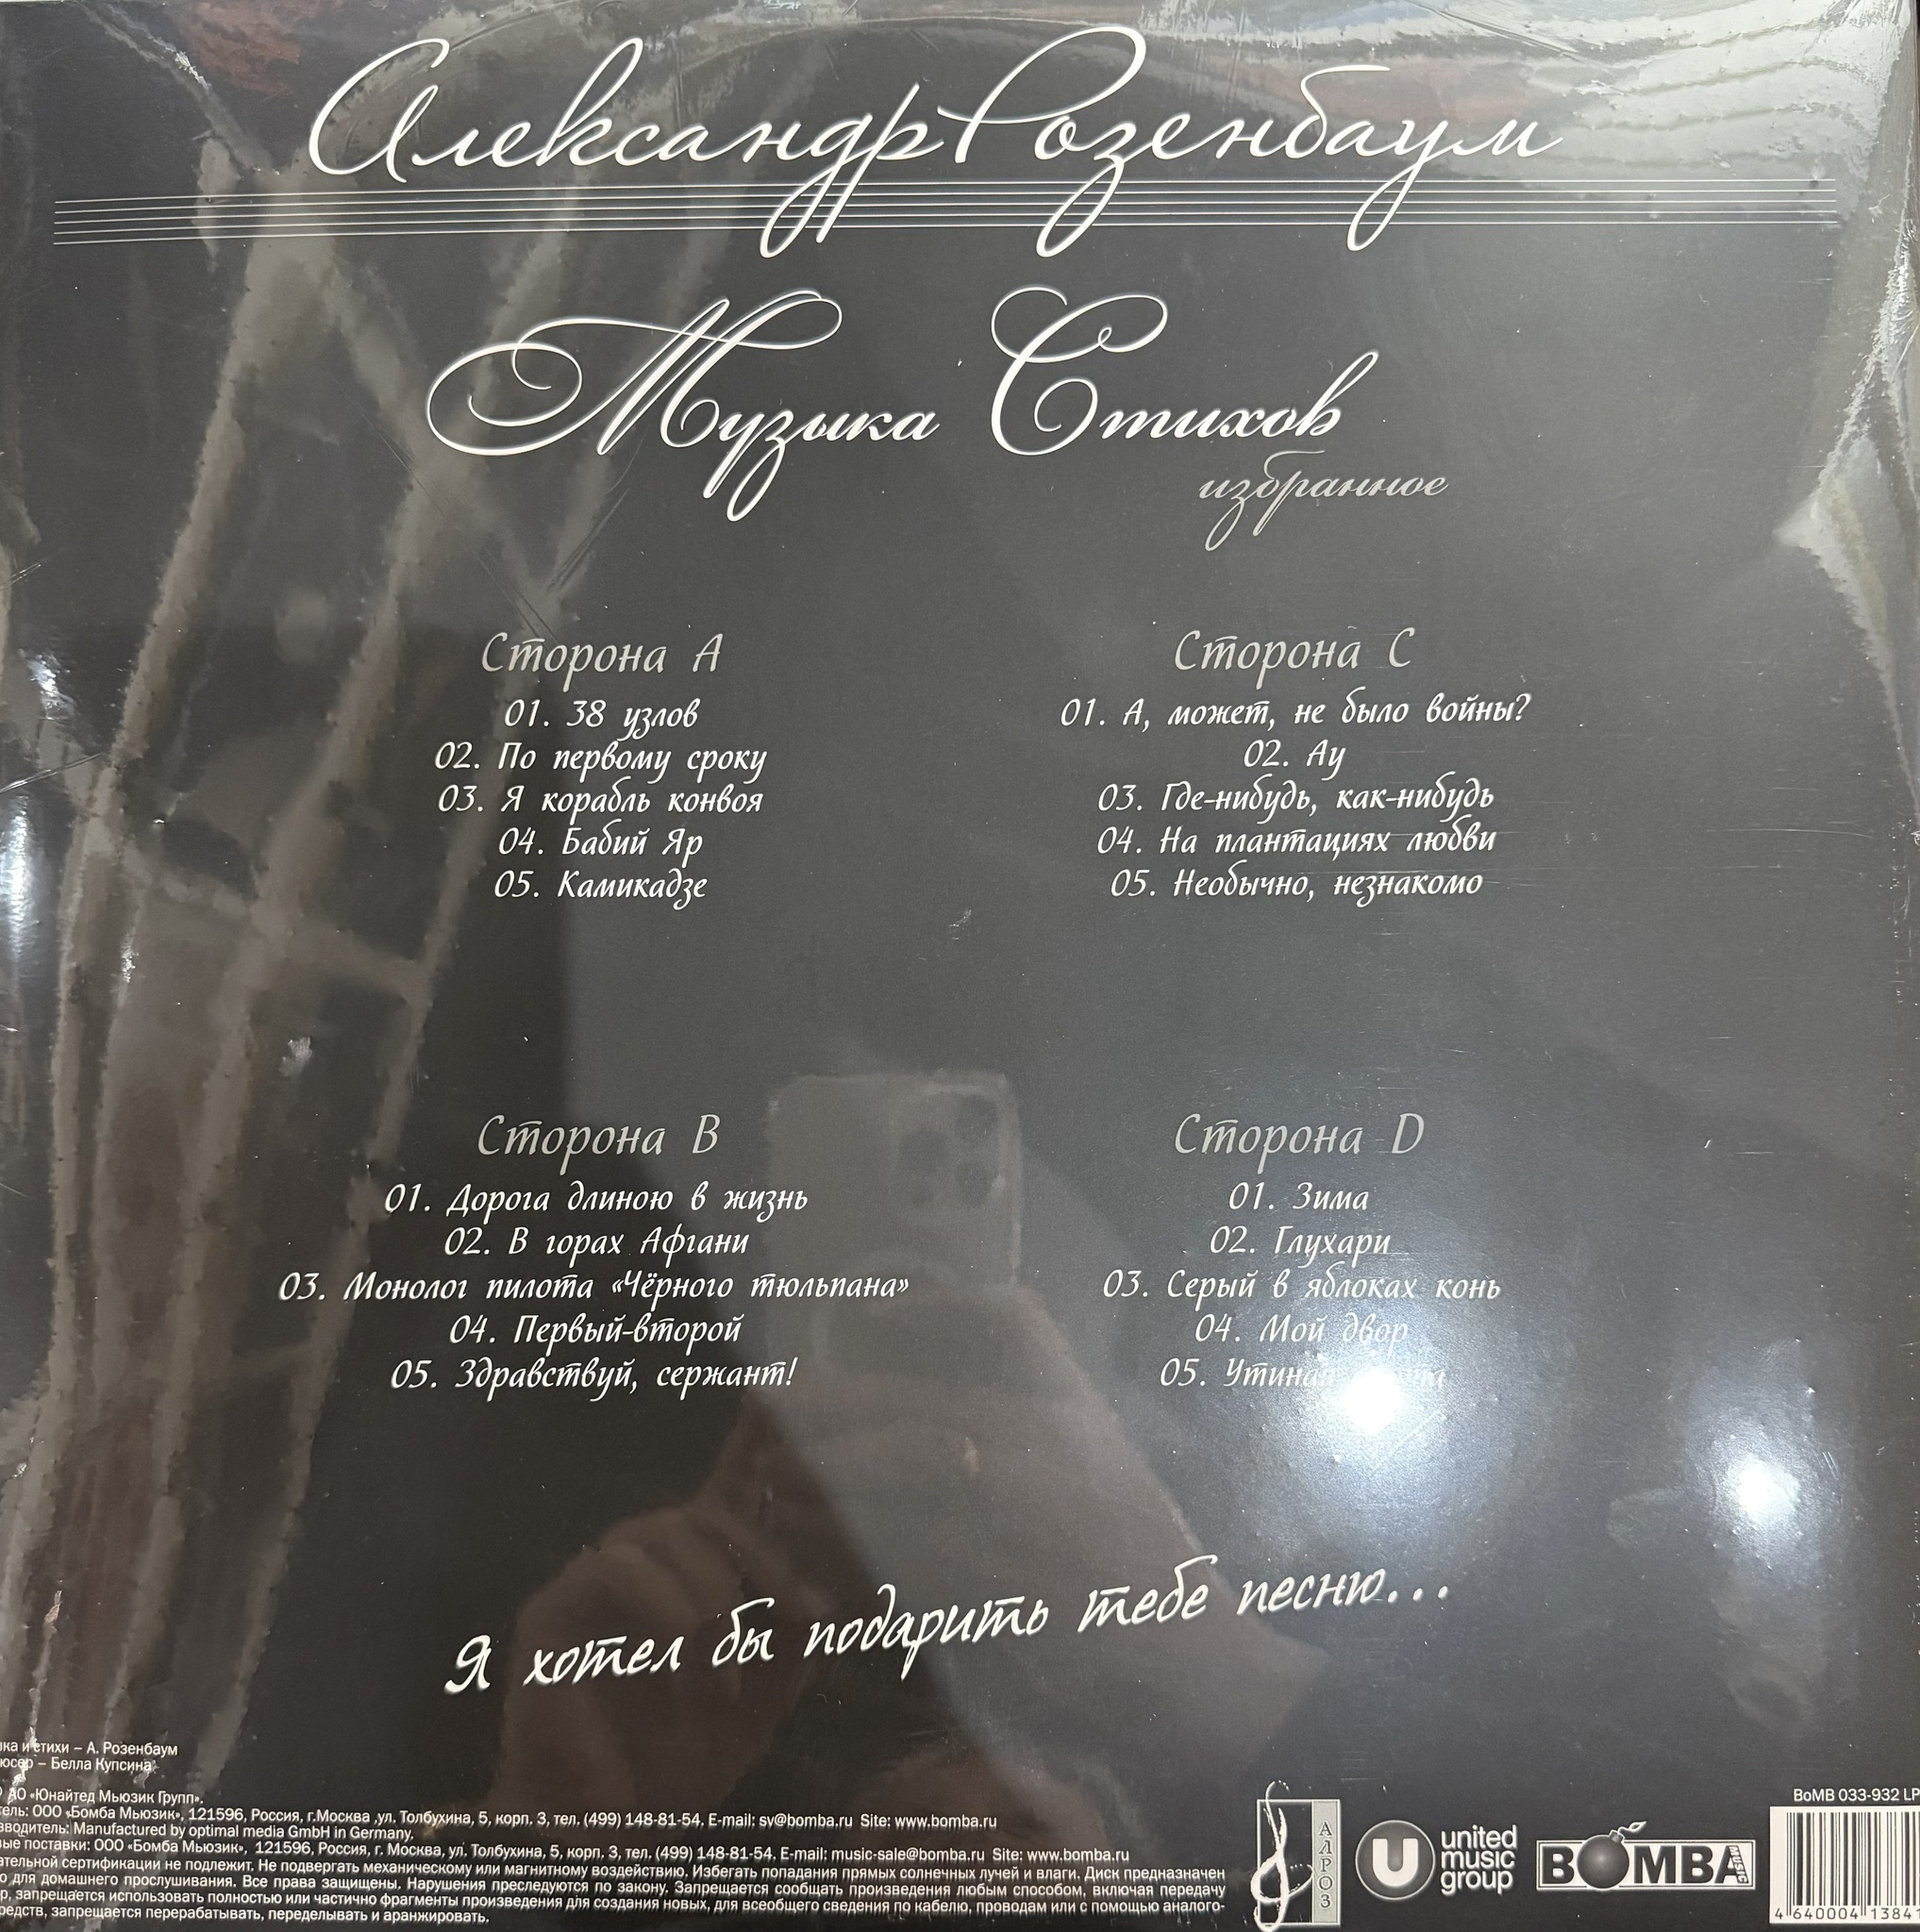 Александр Розенбаум
Музыка Стихов
избранное
Сторона A
01. 38 узлов
02. По первому сроку
03. Я корабль конвоя
04. Бабий Яр
05. Камикадзе
Сторона B
01. Дорога длиною в жизнь
02. В горах Афгани
03. Монолог пилота «Чёрного тюльпана»
04. Первый-второй
05. Здравствуй, сержант!
Сторона C
01. А, может, не было войны?
02. Ау
03. Где-нибудь, как-нибудь
04. На плантациях любви
05. Необычно, незнакомо
Сторона D
01. Зима
02. Глухари
03. Серый в яблоках конь
04. Мой двор
05.
Я хотел бы подарить тебе песню...
и стихи – А. Розенбаум
– Белла Купсина
АО «Юнайтед Мьюзик Групп».
ООО «Бомба Мьюзик», 121596, Россия, г.Москва ,ул. Толбухина, 5, корп. 3, тел. (499) 148-81-54, E-mail: sv@bomba.ru Site: www.bomba.ru
Manufactured by optimal media GmbH in Germany.
поставки: ООО «Бомба Мьюзик», 121596, Россия, г. Москва, ул. Толбухина, 5, корп. 3, тел. (499) 148-81-54, E-mail: music-sale@bomba.ru Site: www.bomba.ru
сертификации не подлежит. Не подвергать механическому или магнитному воздействию. Избегать попадания прямых солнечных лучей и влаги. Диск предназначен
для домашнего прослушивания. Все права защищены. Нарушения преследуются по закону. Запрещается сообщать произведения любым способом, включая передачу
запрещается использовать полностью или частично фрагменты произведения для создания новых, для всеобщего сведения по кабелю, проводам или с помощью аналого-
запрещается перерабатывать, переделывать и аранжировать.
АЛРОЗ
U united
music
group
BOMBA
MUSIC
BoMB 033-932 LP
4 640004 13841